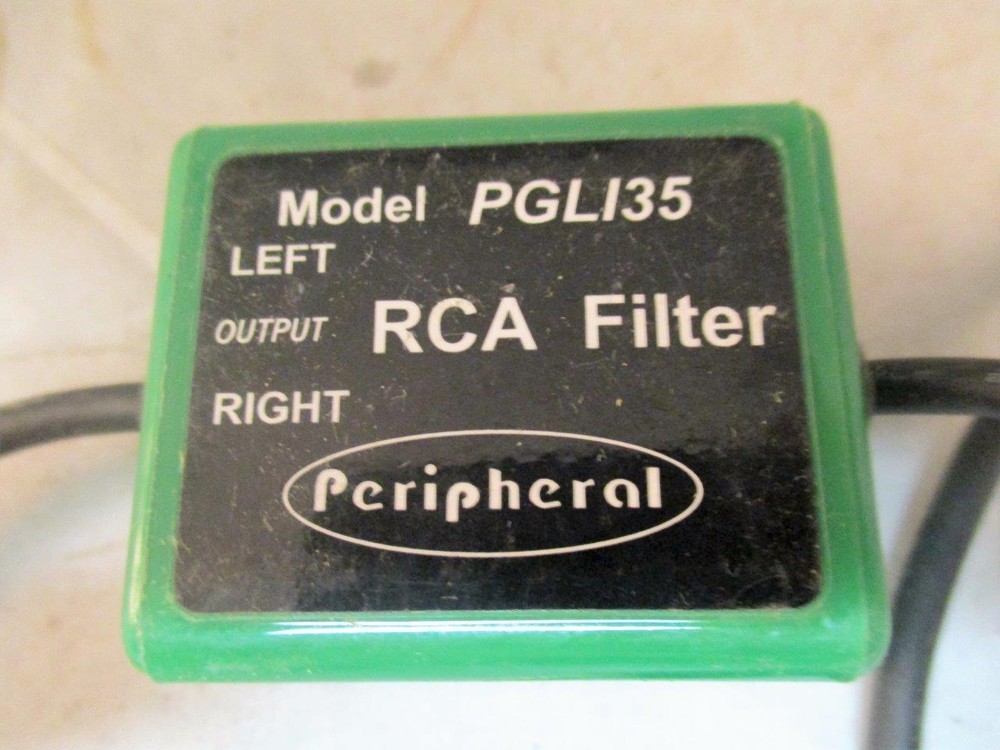 Model PGLI35
LEFT
OUTPUT RCA Filter
RIGHT
Peripheral